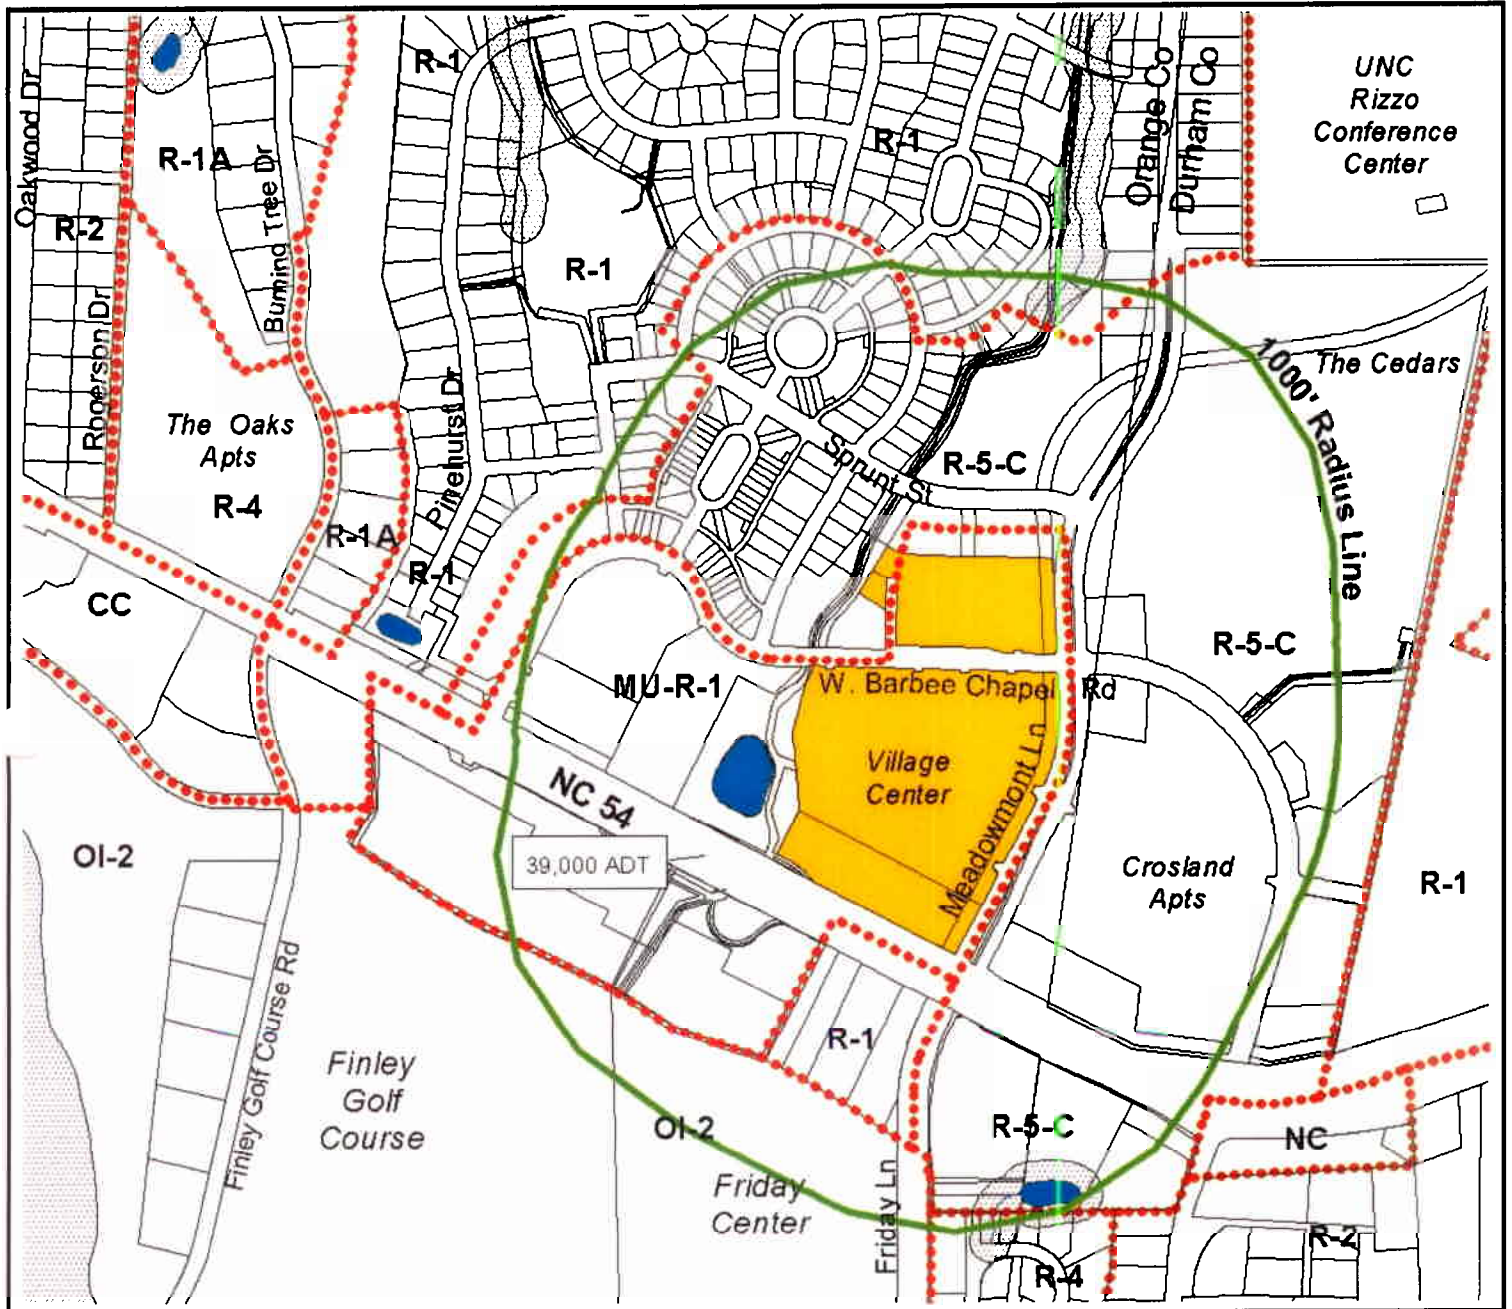 UNC
Rizzo
Conference
Center
Orange Co
Durham Co
Oakwood Dr
R-1
R-1
R-1A
R-2
Burning Tree Dr
R-1
Rogerson Dr
1000' Radius Line
The Cedars
The Oaks
Apts
Pinehurst Dr
Sprunt St
R-5-C
R-4
R-1A
R-1
CC
R-5-C
MU-R-1
W. Barbee Chapel Rd
Village
Center
Meadowmont Ln
NC 54
39,000 ADT
OI-2
Crosland
Apts
R-1
Finley Golf Course Rd
R-1
Finley
Golf
Course
OI-2
R-5-C
NC
Friday
Center
Friday Ln
R-2
R-4